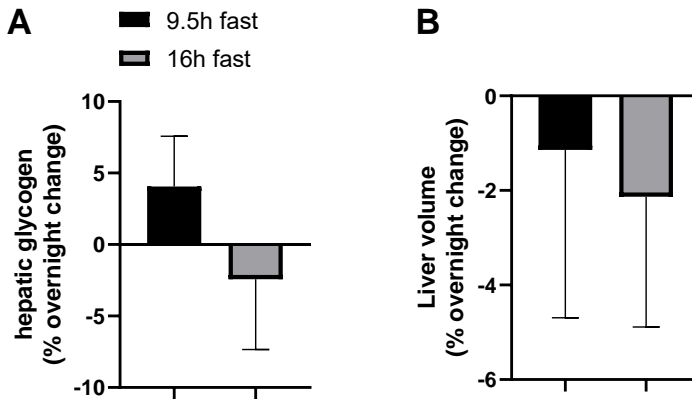 A
9.5h fast
16h fast
hepatic glycogen
(% overnight change)
10
5
0
-5
-10
B
Liver volume
(% overnight change)
0
-2
-4
-6